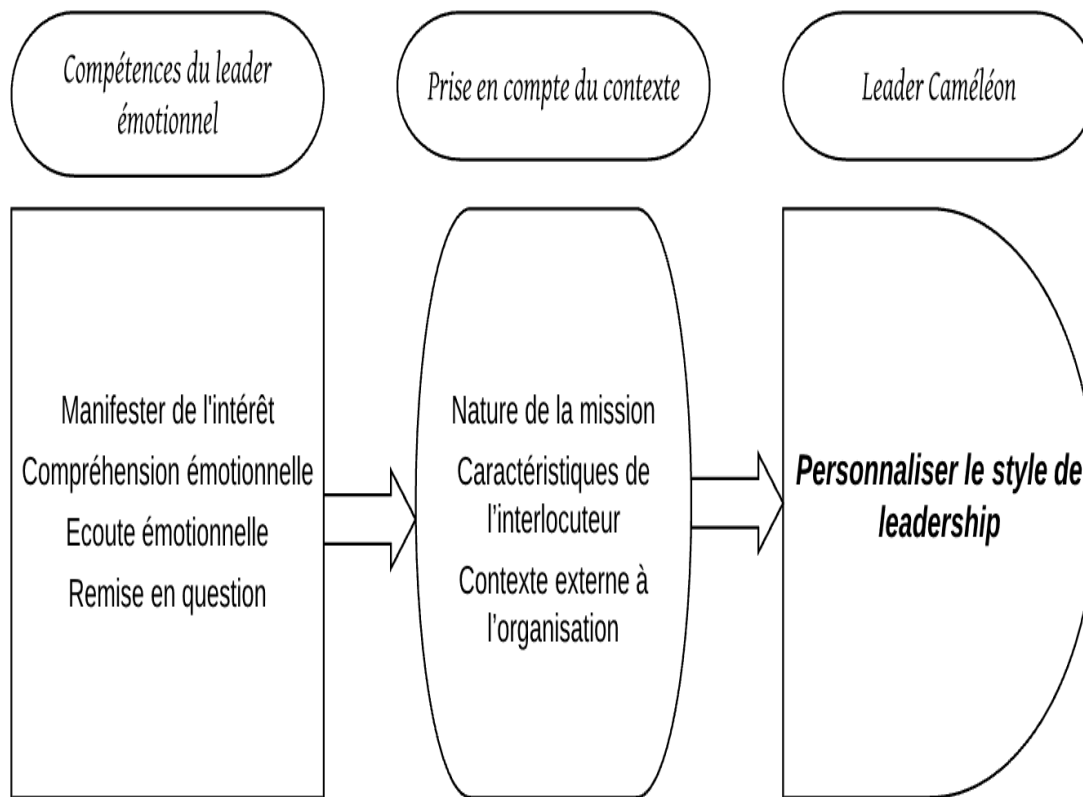 Compétences du leader
émotionnel
Prise en compte du contexte
Leader Caméléon
Manifester de l'intérêt
Compréhension émotionnelle
Ecoute émotionnelle
Remise en question
Nature de la mission
Caractéristiques de
l’interlocuteur
Contexte externe à
l’organisation
Personnaliser le style de
leadership